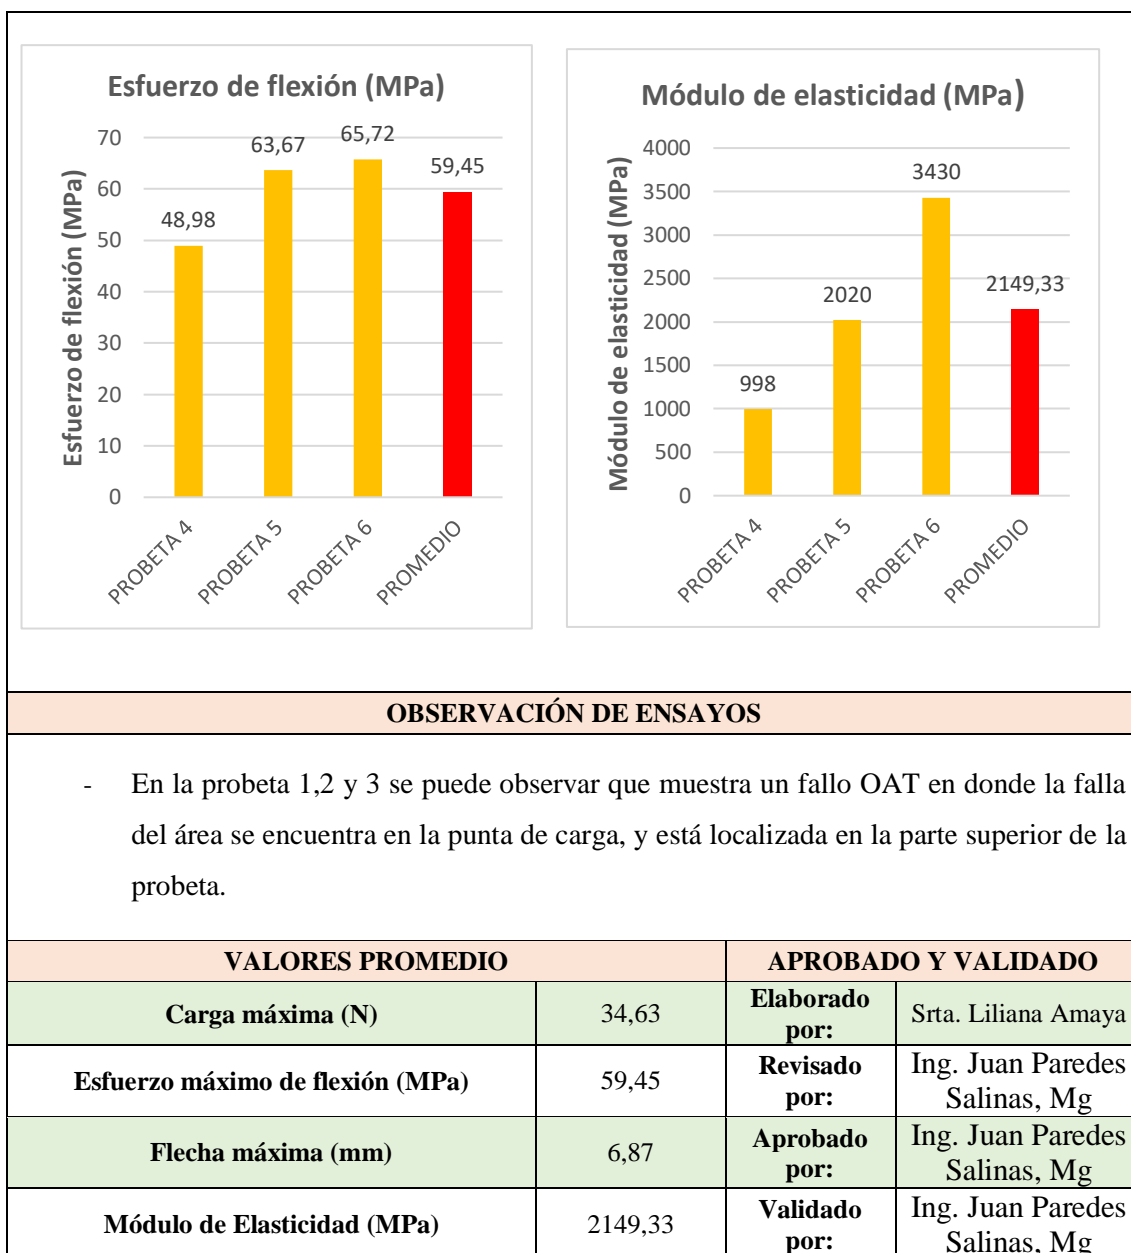 Esfuerzo de flexión (MPa)
Esfuerzo de flexión (MPa)
70
60
50
40
30
20
10
0
48,98
63,67
65,72
59,45
PROBETA 4
PROBETA 5
PROBETA 6
PROMEDIO
Módulo de elasticidad (MPa)
Módulo de elasticidad (MPa)
4000
3500
3000
2500
2000
1500
1000
500
0
998
2020
3430
2149,33
PROBETA 4
PROBETA 5
PROBETA 6
PROMEDIO
OBSERVACIÓN DE ENSAYOS
- En la probeta 1,2 y 3 se puede observar que muestra un fallo OAT en donde la falla
del área se encuentra en la punta de carga, y está localizada en la parte superior de la
probeta.
VALORES PROMEDIO
APROBADO Y VALIDADO
Carga máxima (N)
34,63
Elaborado
por:
Srta. Liliana Amaya
Esfuerzo máximo de flexión (MPa)
59,45
Revisado
por:
Ing. Juan Paredes
Salinas, Mg
Flecha máxima (mm)
6,87
Aprobado
por:
Ing. Juan Paredes
Salinas, Mg
Módulo de Elasticidad (MPa)
2149,33
Validado
por:
Ing. Juan Paredes
Salinas, Mg